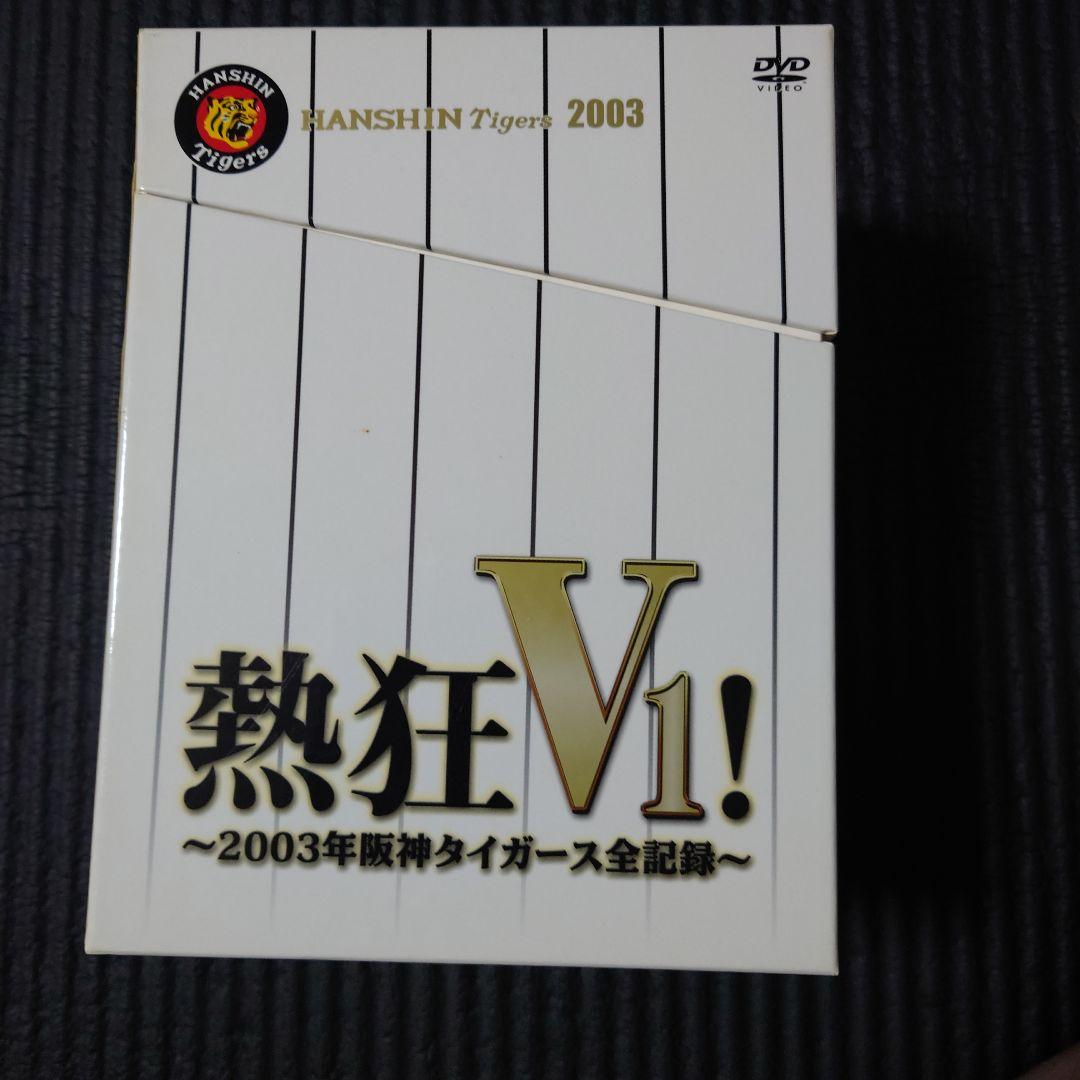 HANSHIN
Tigers
HANSHIN Tigers 2003
DVD
VIDEO
熱狂V1!
～2003年阪神タイガース全記録～